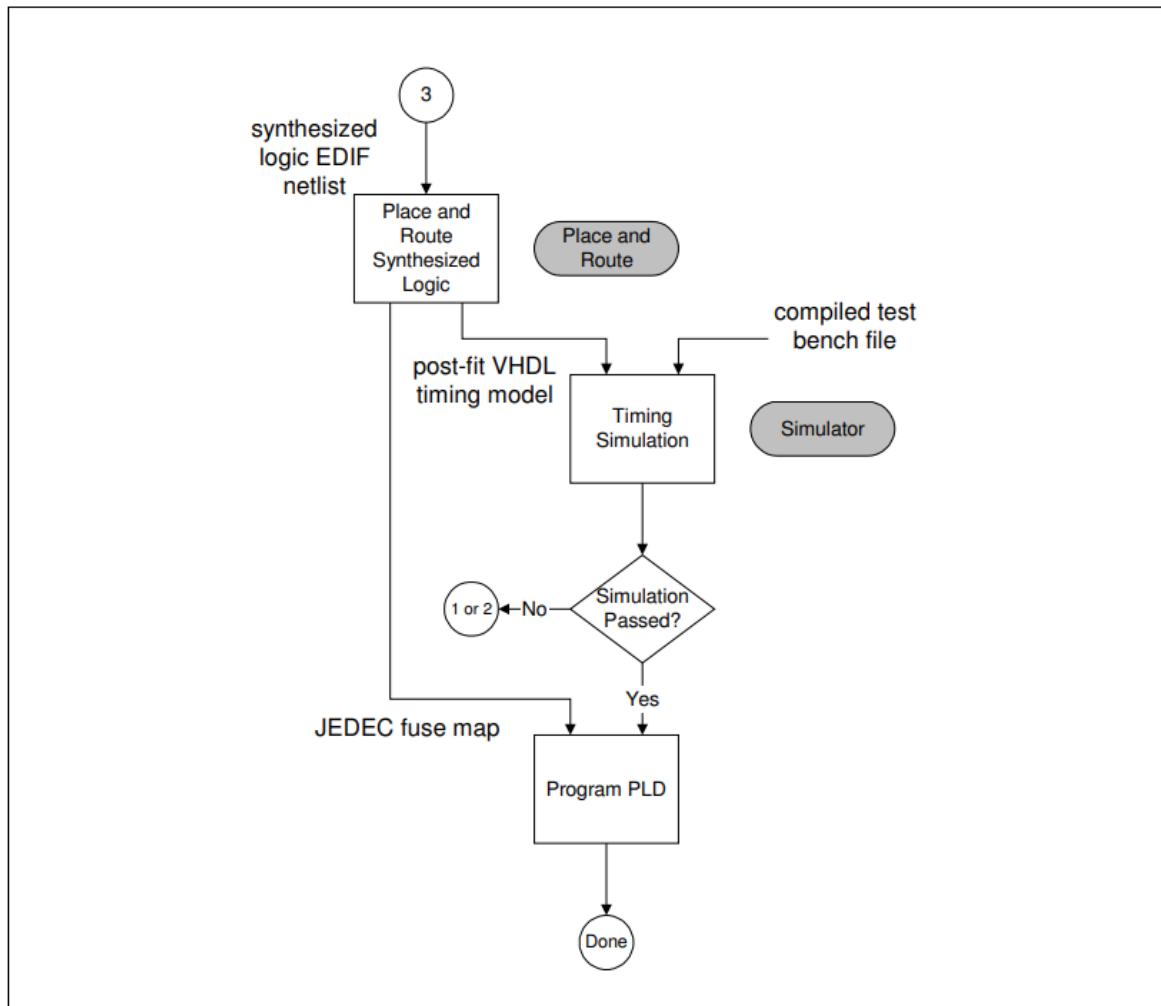 3
synthesized
logic EDIF
netlist
Place and
Route
Synthesized
Logic
Place and
Route
compiled test
bench file
post-fit VHDL
timing model
Timing
Simulation
Simulator
Simulation
Passed?
No
1 or 2
Yes
JEDEC fuse map
Program PLD
Done